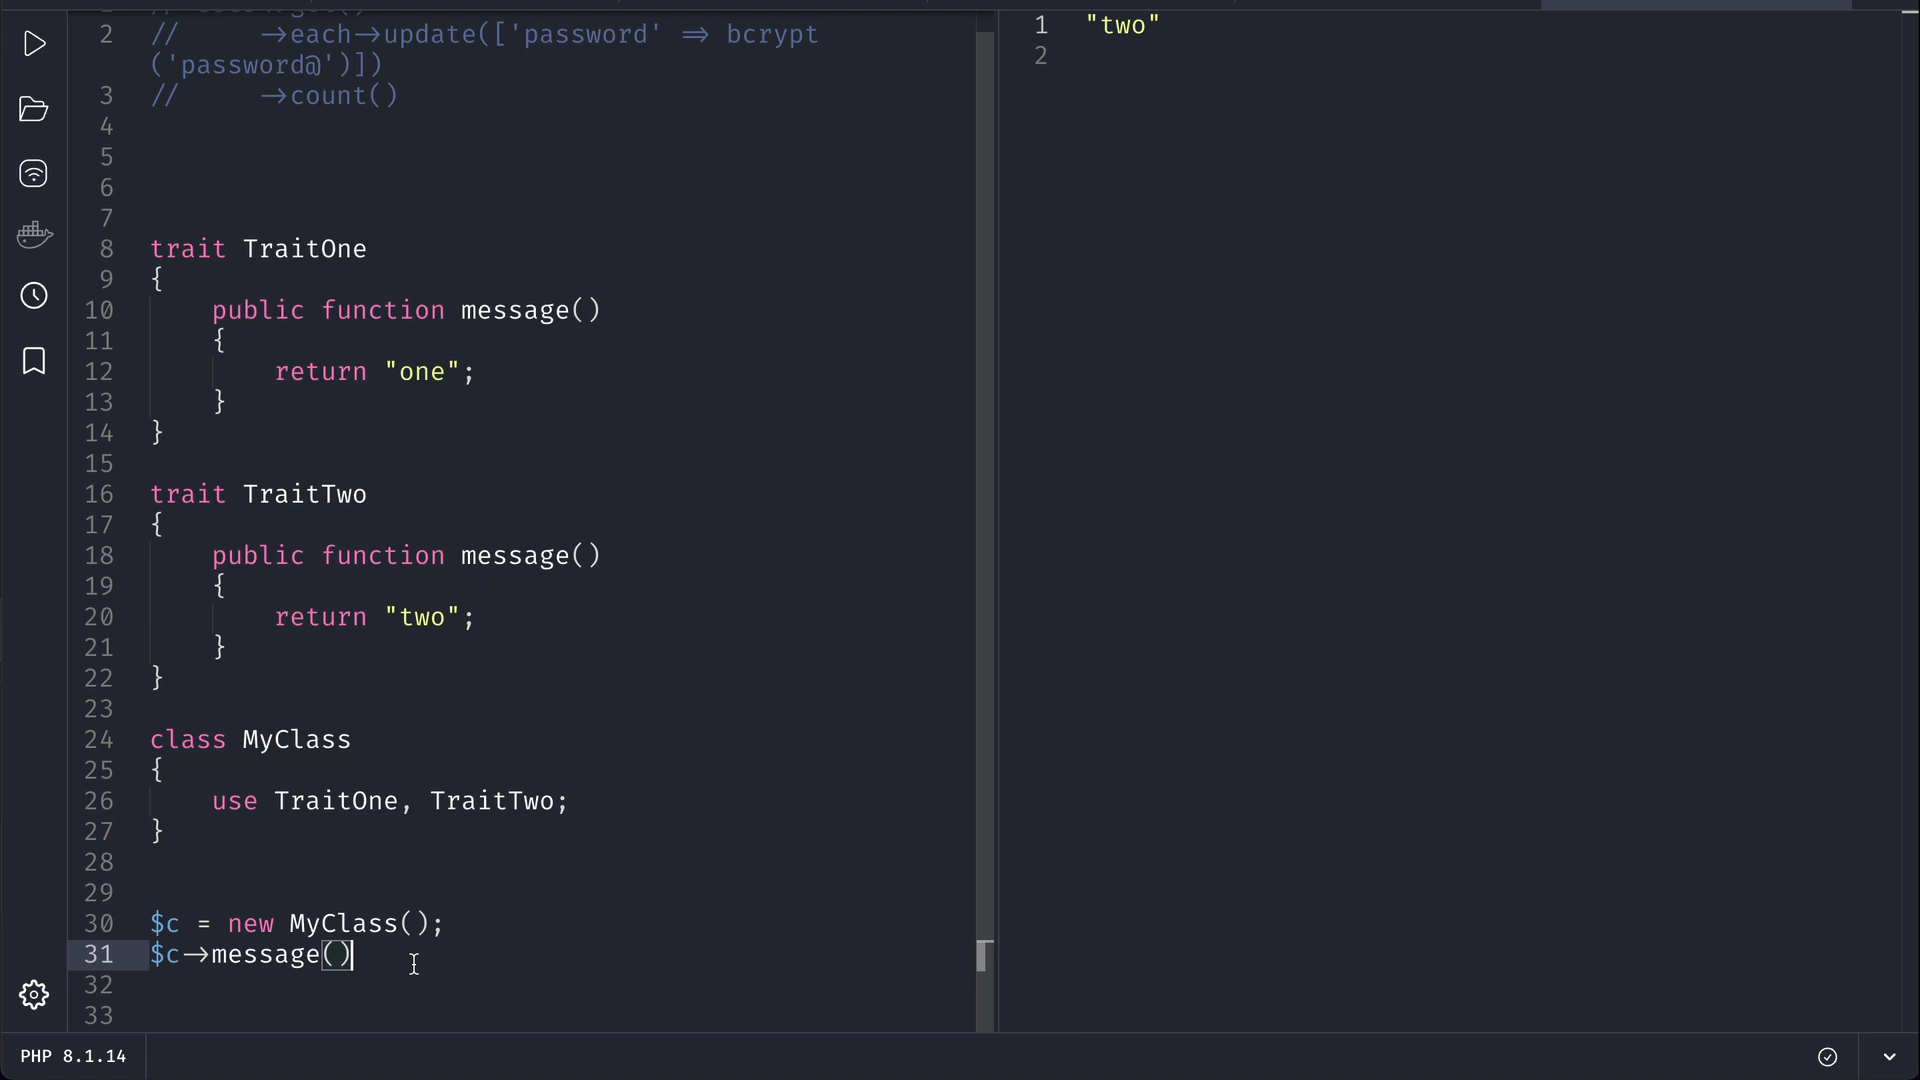 2 // ->each->update(['password' => bcrypt
('password@')])
3 // ->count()
4
5
6
7
8 trait TraitOne
9 {
10 public function message()
11 {
12 return "one";
13 }
14 }
15
16 trait TraitTwo
17 {
18 public function message()
19 {
20 return "two";
21 }
22 }
23
24 class MyClass
25 {
26 use TraitOne, TraitTwo;
27 }
28
29
30 $c = new MyClass();
31 $c->message()
32
33
1 "two"
2
PHP 8.1.14